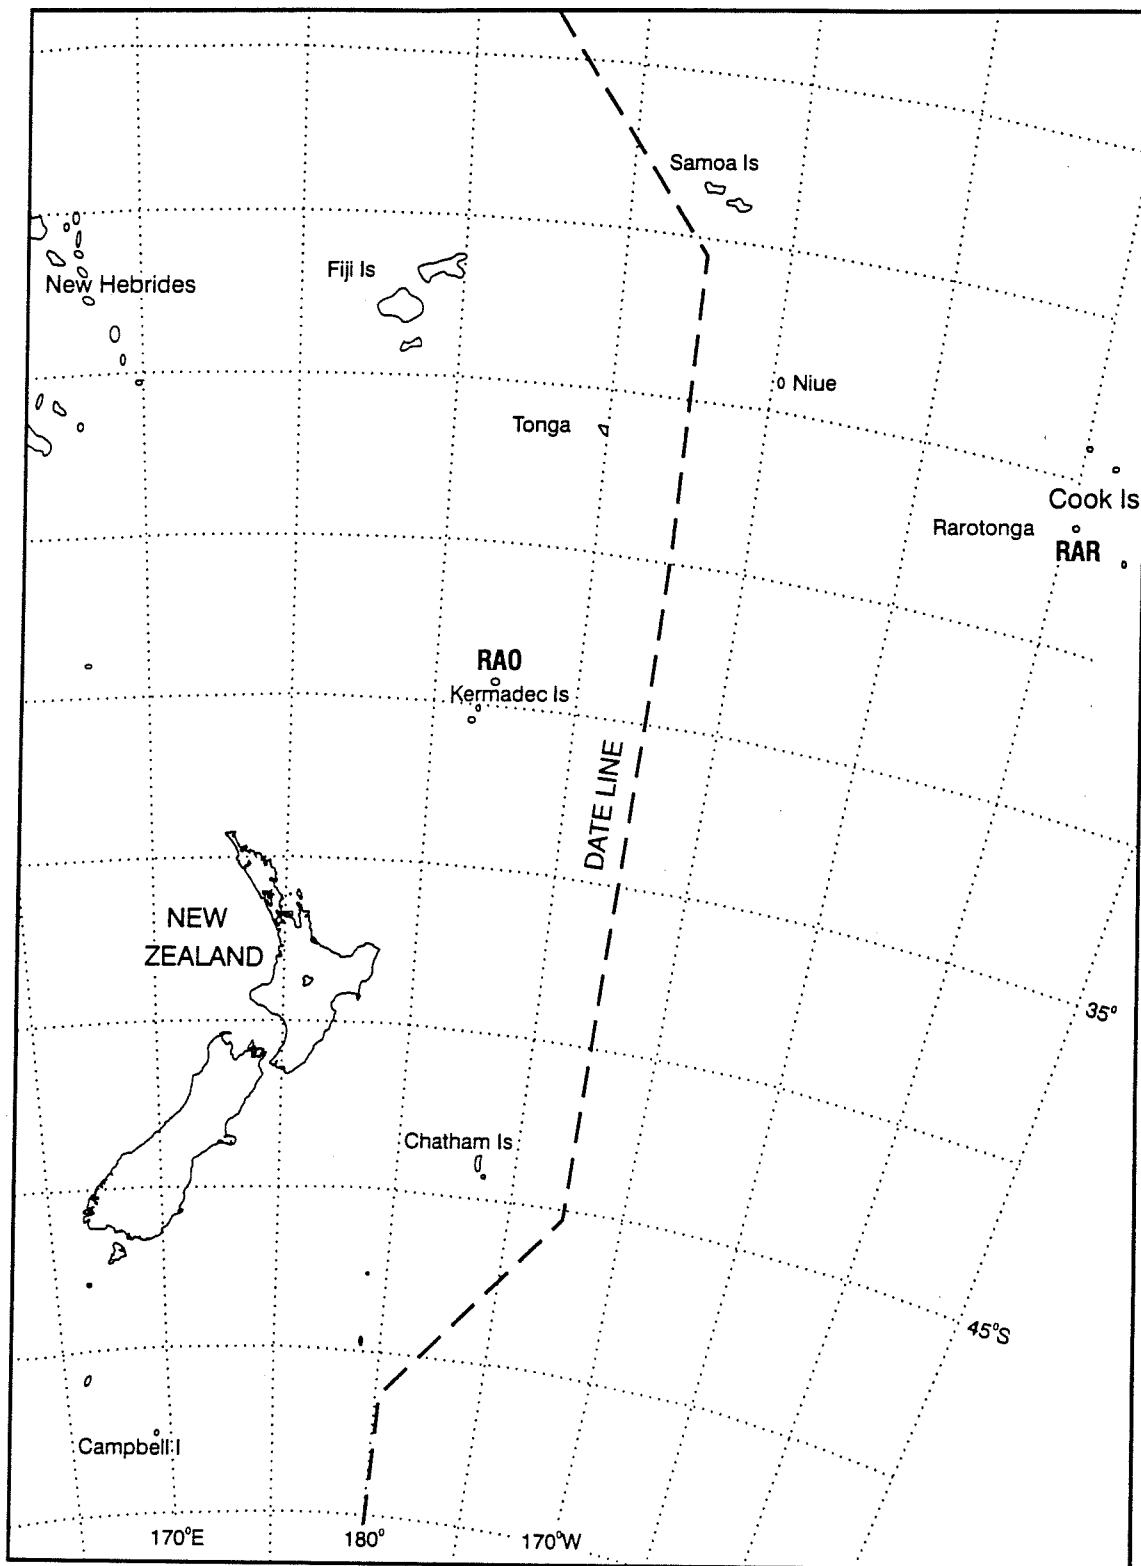 Samoa Is
Fiji Is
New Hebrides
Niue
Tonga
Cook Is
Rarotonga
RAR
RAO
Kermadec Is
DATE LINE
NEW
ZEALAND
35°
Chatham Is
45°S
Campbell I
170°E
180°
170°W